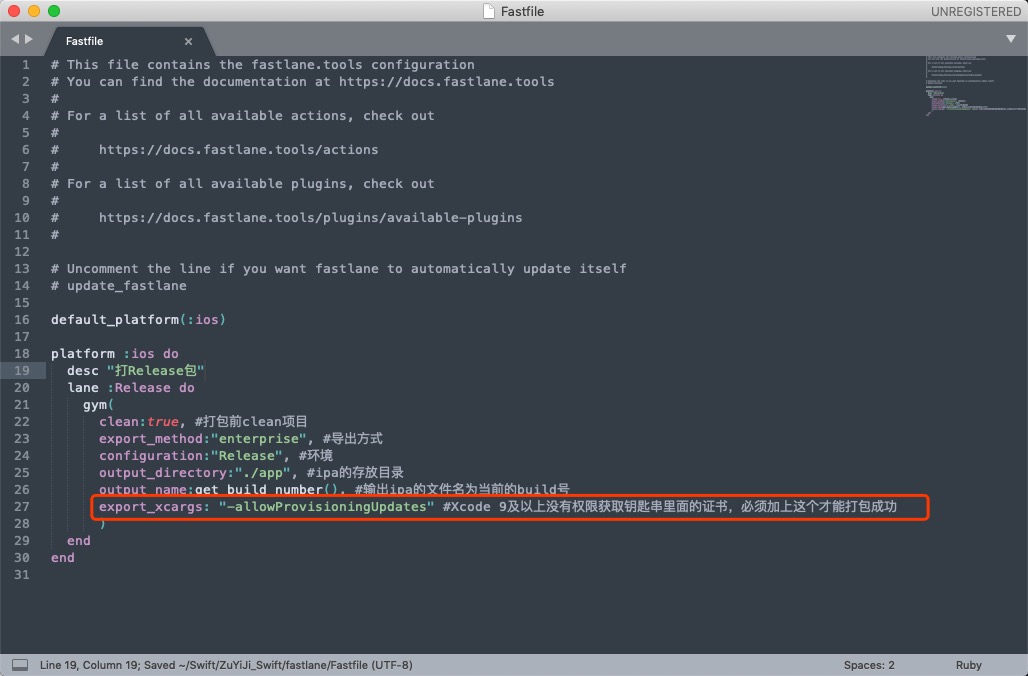 Fastfile
UNREGISTERED
Fastfile ×
1 # This file contains the fastlane.tools configuration
2 # You can find the documentation at https://docs.fastlane.tools
3 #
4 # For a list of all available actions, check out
5 #
6 #     https://docs.fastlane.tools/actions
7 #
8 # For a list of all available plugins, check out
9 #
10 #     https://docs.fastlane.tools/plugins/available-plugins
11 #
12
13 # Uncomment the line if you want fastlane to automatically update itself
14 # update_fastlane
15
16 default_platform(:ios)
17
18 platform :ios do
19   desc "打Release包"
20   lane :Release do
21     gym(
22       clean:true, #打包前clean项目
23       export_method:"enterprise", #导出方式
24       configuration:"Release", #环境
25       output_directory:"./app", #ipa的存放目录
26       output_name:get_build_number(), #输出ipa的文件名为当前的build号
27       export_xcargs: "-allowProvisioningUpdates" #Xcode 9及以上没有权限获取钥匙串里面的证书，必须加上这个才能打包成功
28       )
29   end
30 end
31
Line 19, Column 19; Saved ~/Swift/ZuYiJi_Swift/fastlane/Fastfile (UTF-8)
Spaces: 2
Ruby